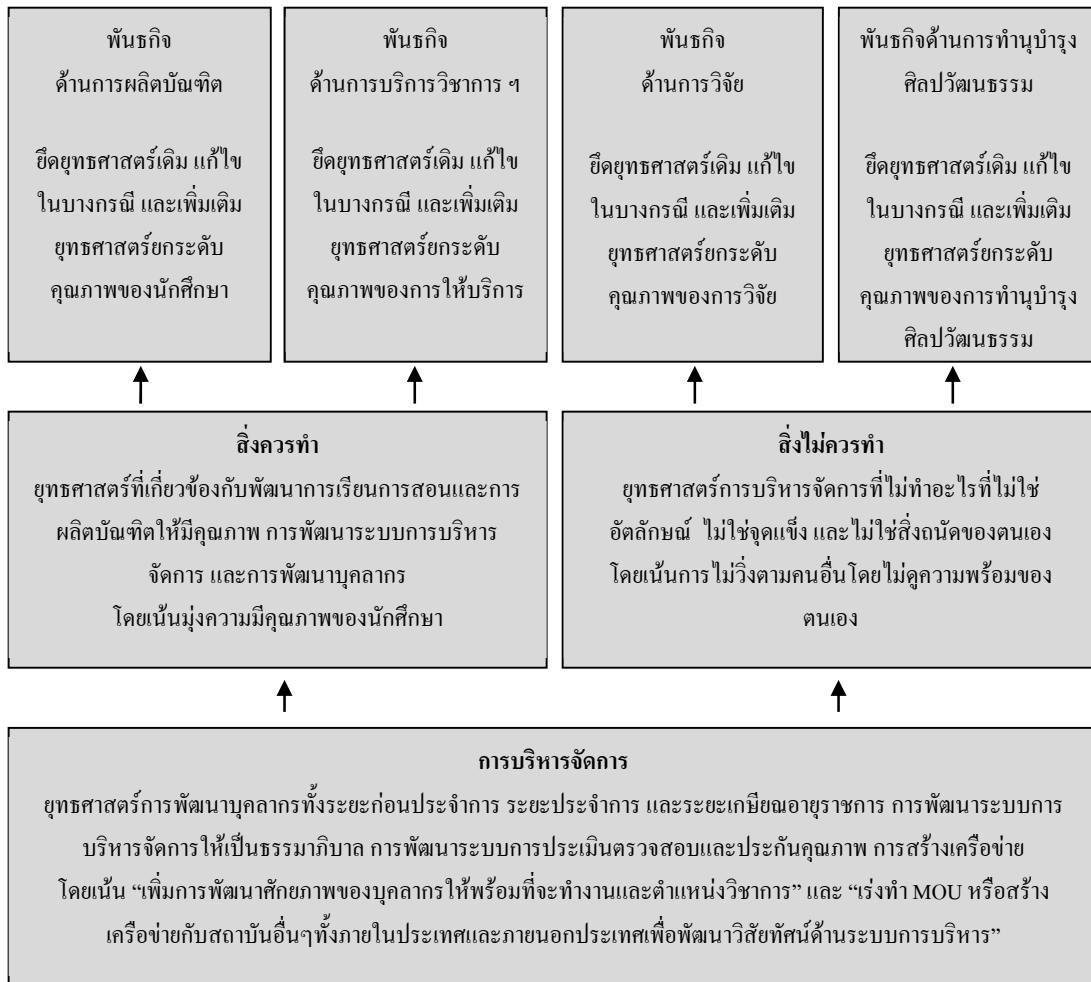 พันธกิจ
ด้านการผลิตบัณฑิต
ยึดยุทธศาสตร์เดิม แก้ไข
ในบางกรณี และเพิ่มเติม
ยุทธศาสตร์ยกระดับ
คุณภาพของนักศึกษา
พันธกิจ
ด้านการบริการวิชาการ ฯ
ยึดยุทธศาสตร์เดิม แก้ไข
ในบางกรณี และเพิ่มเติม
ยุทธศาสตร์ยกระดับ
คุณภาพของการให้บริการ
พันธกิจ
ด้านการวิจัย
ยึดยุทธศาสตร์เดิม แก้ไข
ในบางกรณี และเพิ่มเติม
ยุทธศาสตร์ยกระดับ
คุณภาพของการวิจัย
พันธกิจด้านการทำนุบำรุง
ศิลปวัฒนธรรม
ยึดยุทธศาสตร์เดิม แก้ไข
ในบางกรณี และเพิ่มเติม
ยุทธศาสตร์ยกระดับ
คุณภาพของการทำนุบำรุง
ศิลปวัฒนธรรม
สิ่งควรทำ
ยุทธศาสตร์ที่เกี่ยวข้องกับพัฒนาการเรียนการสอนและการ
ผลิตบัณฑิตให้มีคุณภาพ การพัฒนาระบบการบริหาร
จัดการ และการพัฒนาบุคลากร
โดยเน้นมุ่งความมีคุณภาพของนักศึกษา
สิ่งไม่ควรทำ
ยุทธศาสตร์การบริหารจัดการที่ไม่ทำอะไรที่ไม่ใช่
อัตลักษณ์ ไม่ใช่จุดแข็ง และไม่ใช่สิ่งถนัดของตนเอง
โดยเน้นการไม่วิ่งตามคนอื่นโดยไม่ดูความพร้อมของ
ตนเอง
การบริหารจัดการ
ยุทธศาสตร์การพัฒนาบุคลากรทั้งระยะก่อนประจำการ ระยะประจำการ และระยะเกษียณอายุราชการ การพัฒนาระบบการ
บริหารจัดการให้เป็นธรรมาภิบาล การพัฒนาระบบการประเมินตรวจสอบและประกันคุณภาพ การสร้างเครือข่าย
โดยเน้น “เพิ่มการพัฒนาศักยภาพของบุคลากรให้พร้อมที่จะทำงานและตำแหน่งวิชาการ” และ “เร่งทำ MOU หรือสร้าง
เครือข่ายกับสถาบันอื่นๆทั้งภายในประเทศและภายนอกประเทศเพื่อพัฒนาวิสัยทัศน์ด้านระบบการบริหาร”